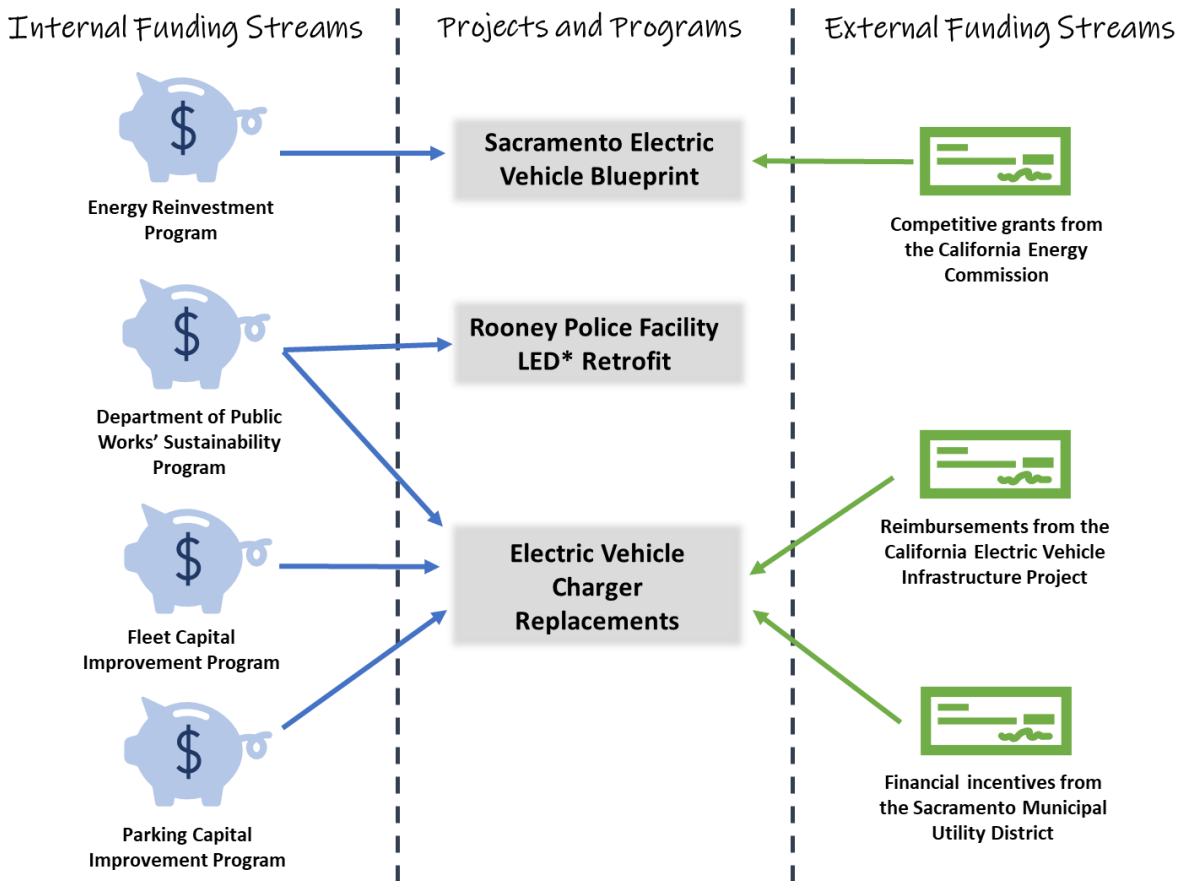 Internal Funding Streams
Projects and Programs
External Funding Streams
$
Energy Reinvestment
Program
Sacramento Electric
Vehicle Blueprint
Competitive grants from
the California Energy
Commission
$
Department of Public
Works’ Sustainability
Program
Rooney Police Facility
LED* Retrofit
$
Fleet Capital
Improvement Program
Electric Vehicle
Charger
Replacements
Reimbursements from the
California Electric Vehicle
Infrastructure Project
$
Parking Capital
Improvement Program
Financial incentives from
the Sacramento Municipal
Utility District